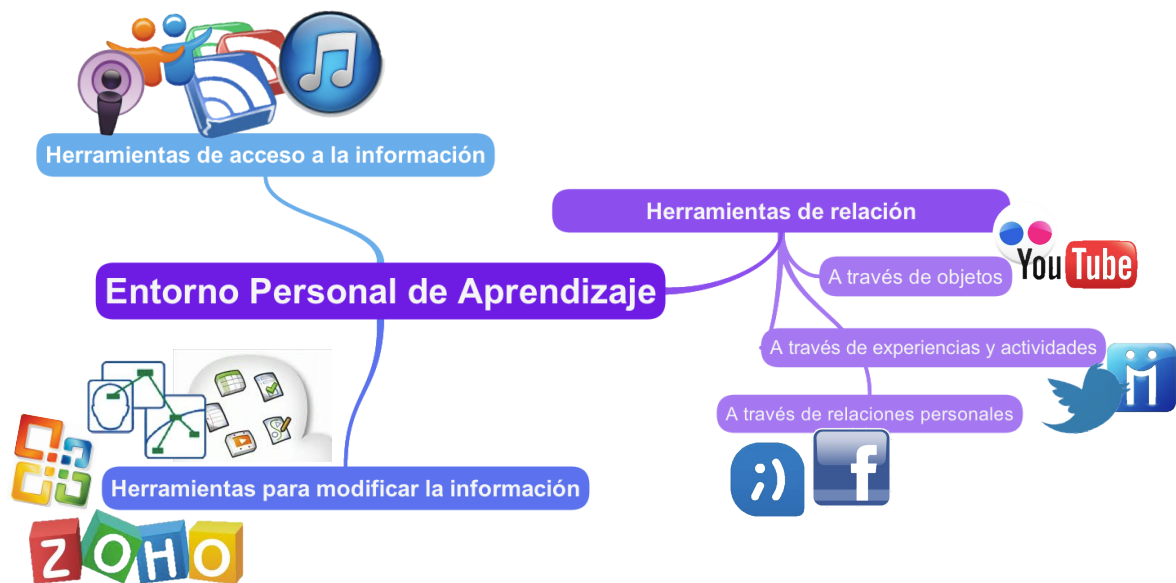 Herramientas de acceso a la información
Herramientas de relación
YouTube
A través de objetos
Entorno Personal de Aprendizaje
A través de experiencias y actividades
A través de relaciones personales
;)
f
Herramientas para modificar la información
ZOHO